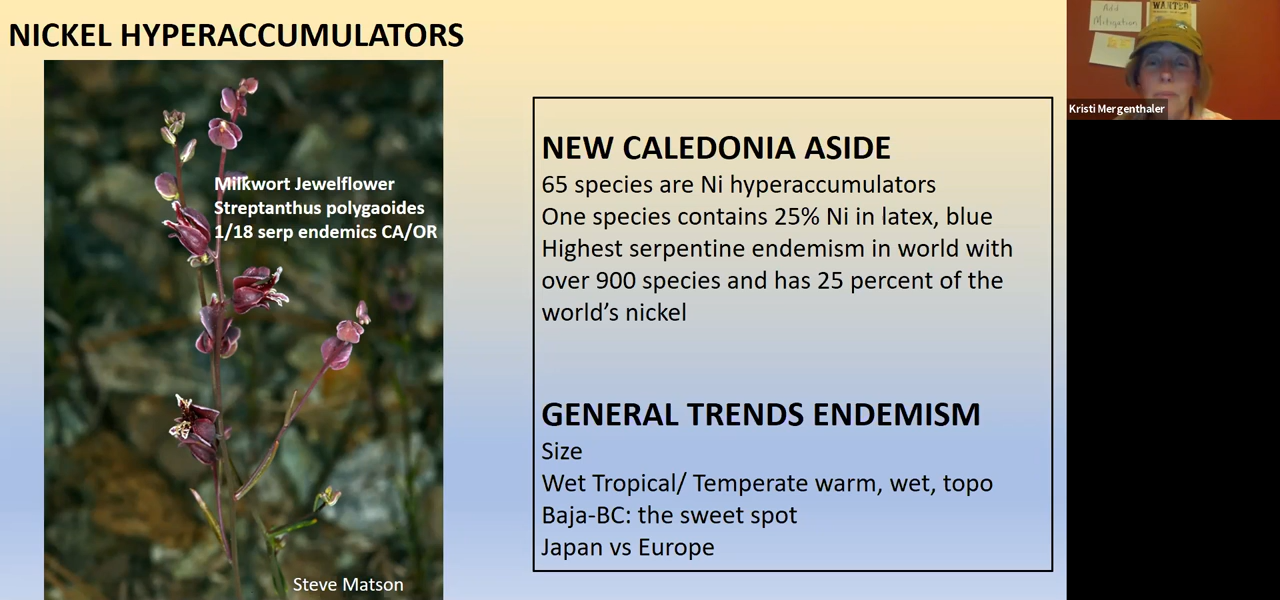 NICKEL HYPERACCUMULATORS
Milkwort Jewelflower
Streptanthus polygaoides
1/18 serp endemics CA/OR
Steve Matson
NEW CALEDONIA ASIDE
65 species are Ni hyperaccumulators
One species contains 25% Ni in latex, blue
Highest serpentine endemism in world with
over 900 species and has 25 percent of the
world’s nickel
GENERAL TRENDS ENDEMISM
Size
Wet Tropical/ Temperate warm, wet, topo
Baja-BC: the sweet spot
Japan vs Europe
Add
Mitigation
WANTED
Kristi Mergenthaler